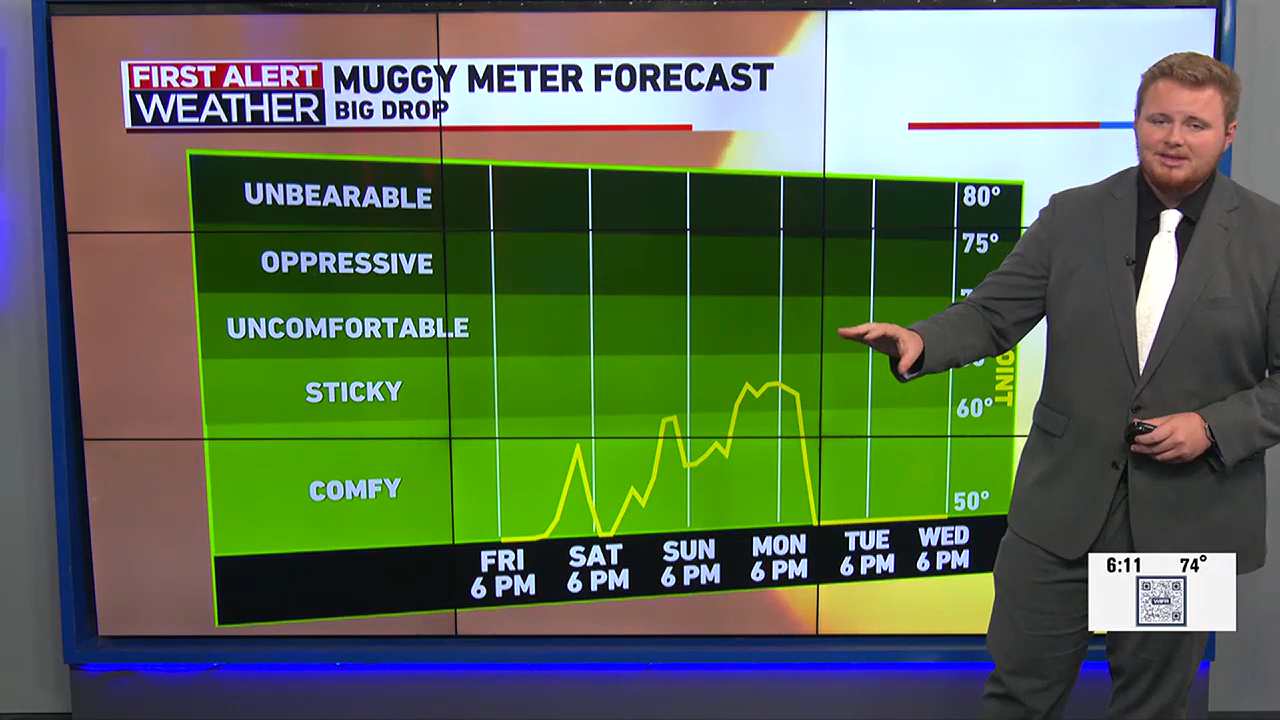 FIRST ALERT
WEATHER
MUGGY METER FORECAST
BIG DROP
UNBEARABLE
OPPRESSIVE
UNCOMFORTABLE
STICKY
COMFY
80°
75°
60°
50°
FRI
6 PM
SAT
6 PM
SUN
6 PM
MON
6 PM
TUE
6 PM
WED
6 PM
6:11 74°